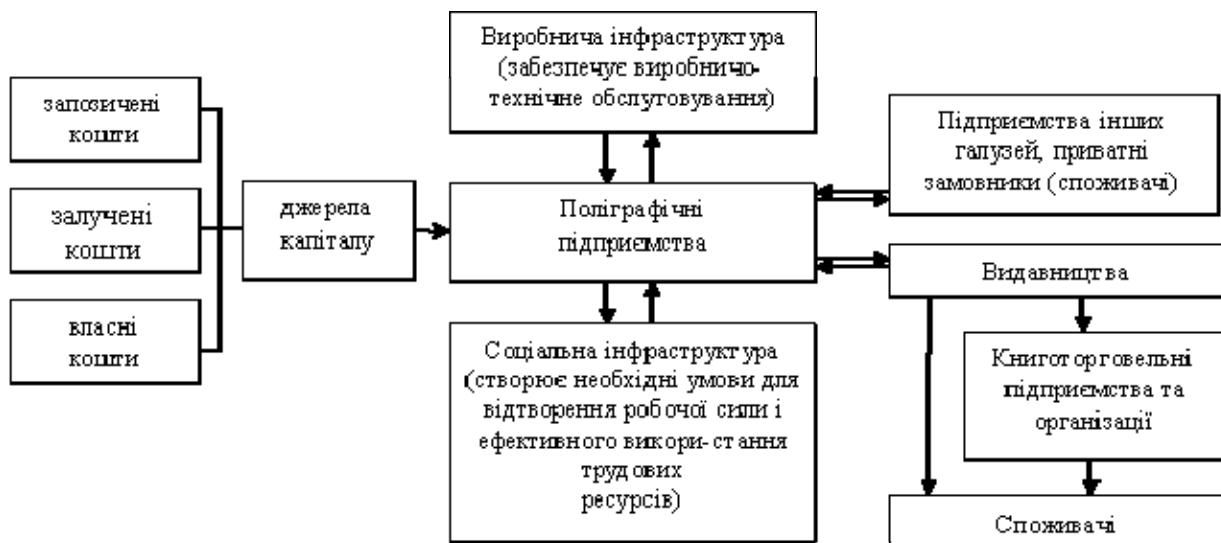 запозичені
кошти
залучені
кошти
власні
кошти
джерела
капіталу
Виробнича інфраструктура
(забезпечує виробничо-
технічне обслуговування)
Поліграфічні
підприємства
Соціальна інфраструктура
(створює необхідні умови для
відтворення робочої сили і
ефективного викори-стання
трудових
ресурсів)
Підприємства інших
галузей, приватні
замовники (споживачі)
Видавництва
Книготорговельні
підприємства та
організації
Споживачі